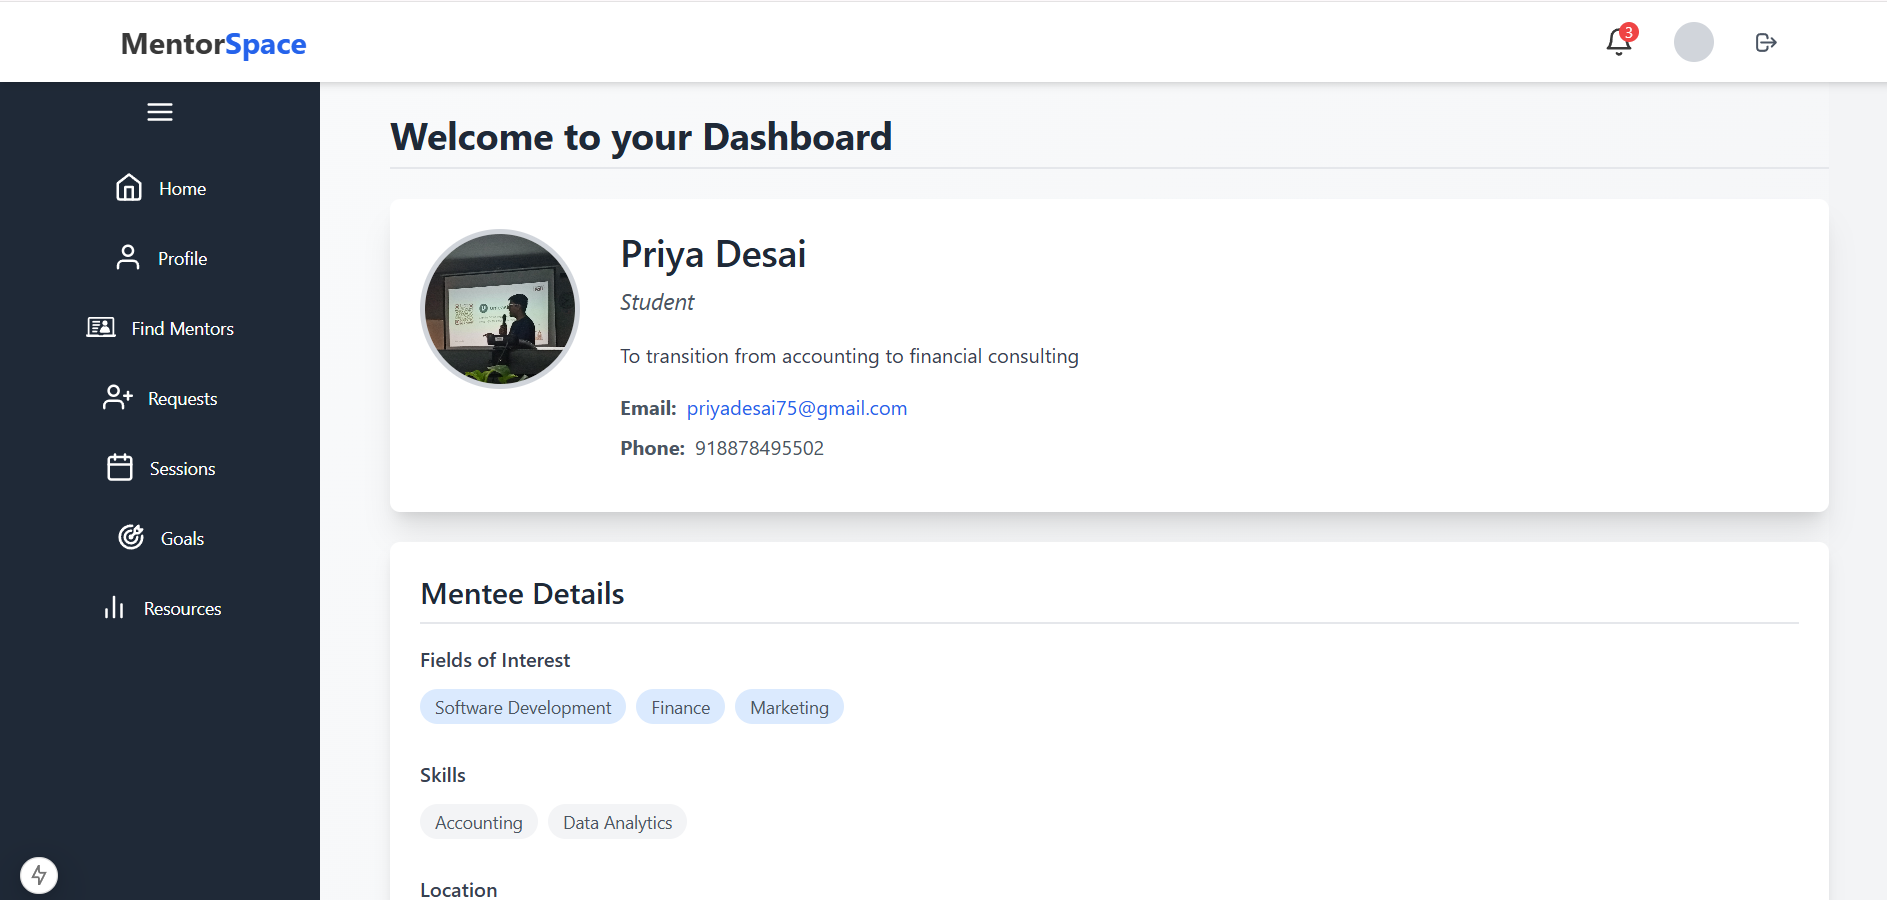 MentorSpace
3
Home
Profile
Find Mentors
Requests
Sessions
Goals
Resources
Welcome to your Dashboard
Priya Desai
Student
To transition from accounting to financial consulting
Email: priyadesai75@gmail.com
Phone: 918878495502
Mentee Details
Fields of Interest
Software Development Finance Marketing
Skills
Accounting Data Analytics
Location